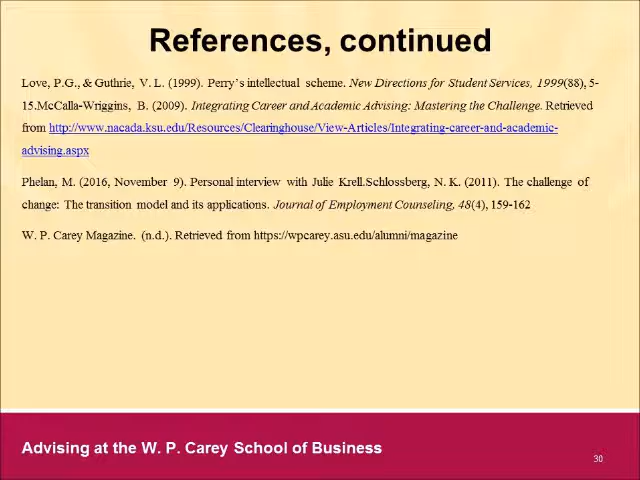 References, continued
Love, P.G., & Guthrie, V. L. (1999). Perry's intellectual scheme. New Directions for Student Services, 1999(88), 5-
15.McCalla-Wriggins, B. (2009). Integrating Career and Academic Advising: Mastering the Challenge. Retrieved
from http://www.nacada.ksu.edu/Resources/Clearinghouse/View-Articles/Integrating-career-and-academic-
advising.aspx
Phelan, M. (2016, November 9). Personal interview with Julie Krell.Schlossberg, N. K. (2011). The challenge of
change: The transition model and its applications. Journal of Employment Counseling, 48(4), 159-162
W. P. Carey Magazine. (n.d.). Retrieved from https://wpcarey.asu.edu/alumni/magazine
Advising at the W. P. Carey School of Business
30